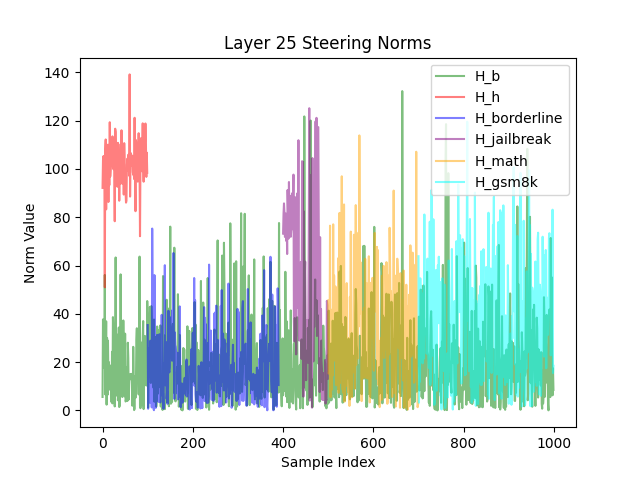 Layer 25 Steering Norms
H_b
H_h
H_borderline
H_jailbreak
H_math
H_gsm8k
Norm Value
140
120
100
80
60
40
20
0
0 200 400 600 800 1000
Sample Index